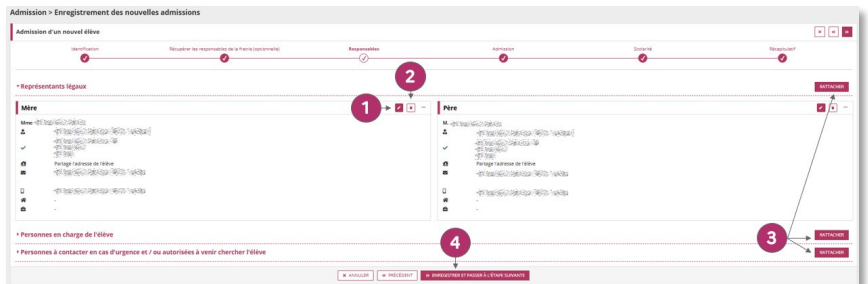 Admission > Enregistrement des nouvelles admissions
Admission d'un nouvel élève
Identification
Récupérer les responsables de la fratrie (optionnelle)
Responsables
Admission
Scolarité
Récapitulatif
2
Représentants légaux
RATTACHER
Mère
1
Père
Mme
M.
Partage l'adresse de l'élève
Partage l'adresse de l'élève
Personnes en charge de l'élève
3
RATTACHER
4
Personnes à contacter en cas d'urgence et / ou autorisées à venir chercher l'élève
RATTACHER
ANNULER
PRÉCÉDENT
ENREGISTRER ET PASSER À L'ÉTAPE SUIVANTE